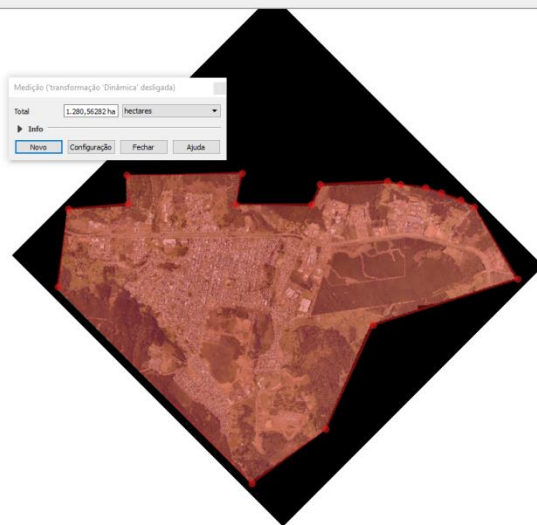 Medição ('transformação 'Dinâmica' desligada)
Total 1.280,56282 ha hectares
Info
Novo Configuração Fechar Ajuda